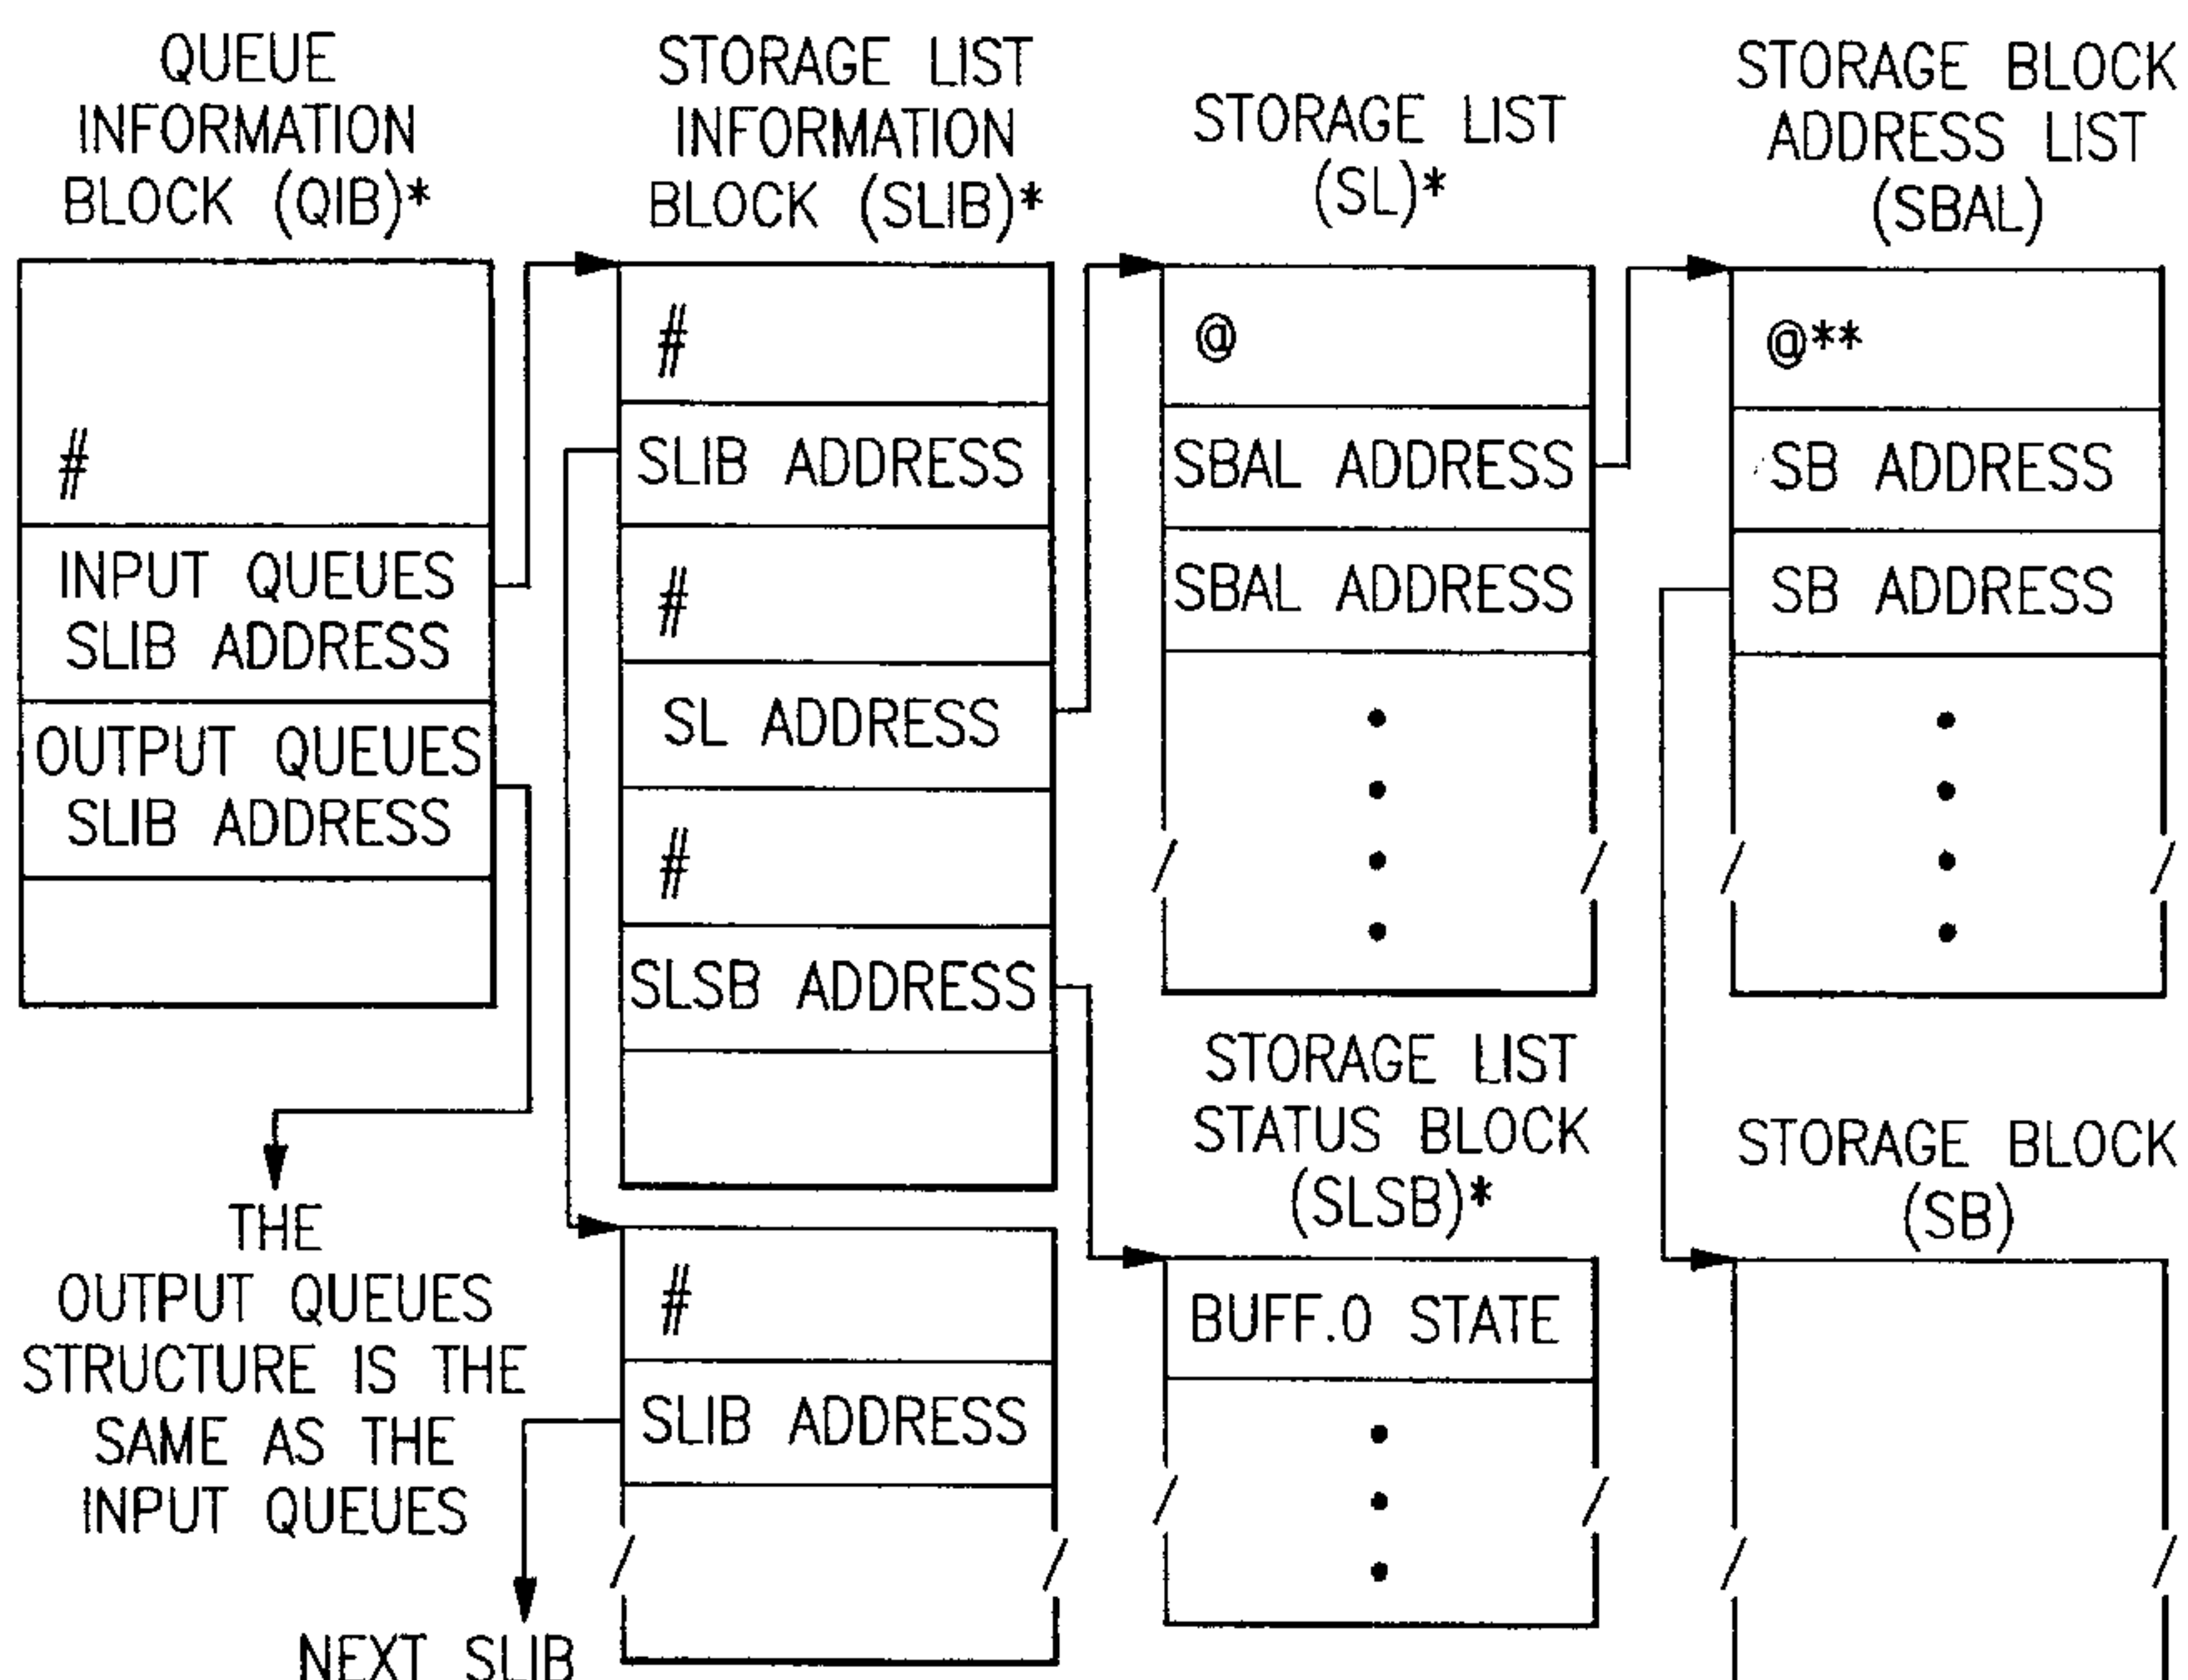 QUEUE
INFORMATION
BLOCK (QIB)*
#
INPUT QUEUES
SLIB ADDRESS
OUTPUT QUEUES
SLIB ADDRESS
THE
OUTPUT QUEUES
STRUCTURE IS THE
SAME AS THE
INPUT QUEUES
STORAGE LIST
INFORMATION
BLOCK (SLIB)*
#
SLIB ADDRESS
#
SL ADDRESS
#
SLSB ADDRESS
#
SLIB ADDRESS
NEXT SLIB
STORAGE LIST
(SL)*
@
SBAL ADDRESS
SBAL ADDRESS
STORAGE LIST
STATUS BLOCK
(SLSB)*
BUFF.0 STATE
STORAGE BLOCK
ADDRESS LIST
(SBAL)
@**
SB ADDRESS
SB ADDRESS
STORAGE BLOCK
(SB)